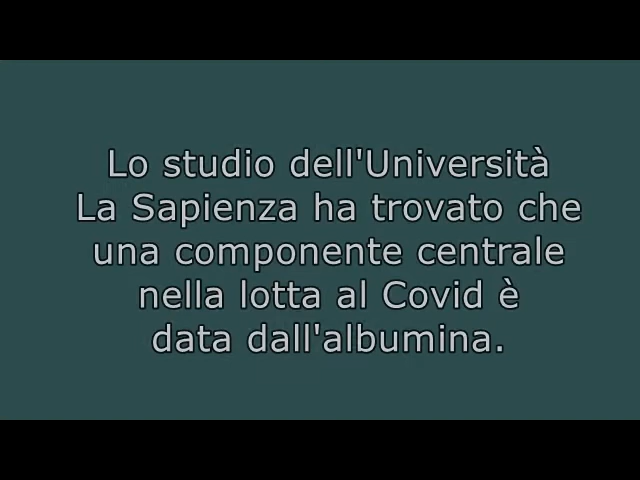 Lo studio dell'Università
La Sapienza ha trovato che
una componente centrale
nella lotta al Covid è
data dall'albumina.